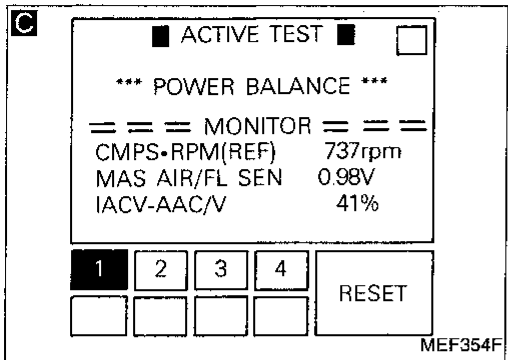 C
■ ACTIVE TEST ■
*** POWER BALANCE ***
= = = MONITOR = = =
CMPS•RPM(REF) 737rpm
MAS AIR/FL SEN 0.98V
IACV-AAC/V 41%
1 2 3 4 RESET
MEF354F